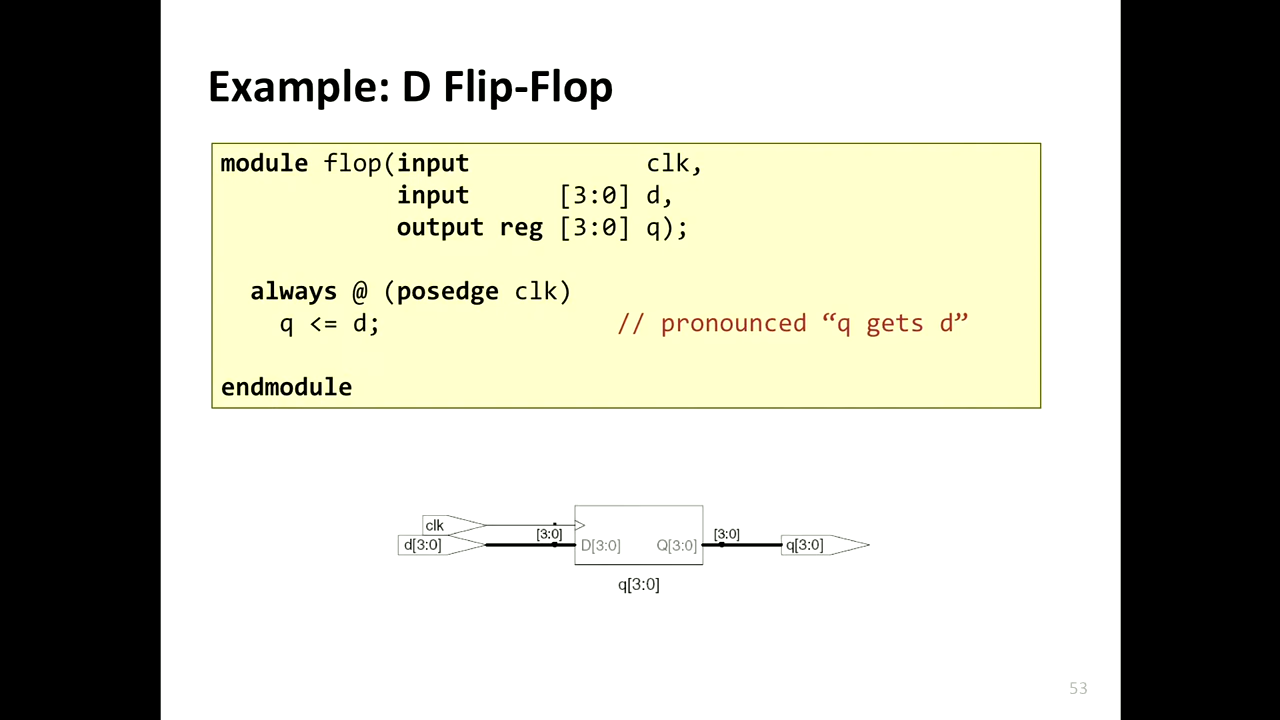 Example: D Flip-Flop
module flop(input            clk,
            input      [3:0] d,
            output reg [3:0] q);
  always @ (posedge clk)
    q <= d;                // pronounced “q gets d”
endmodule
clk
[3:0] [3:0]
d[3:0] D[3:0] Q[3:0] q[3:0]
q[3:0]
53